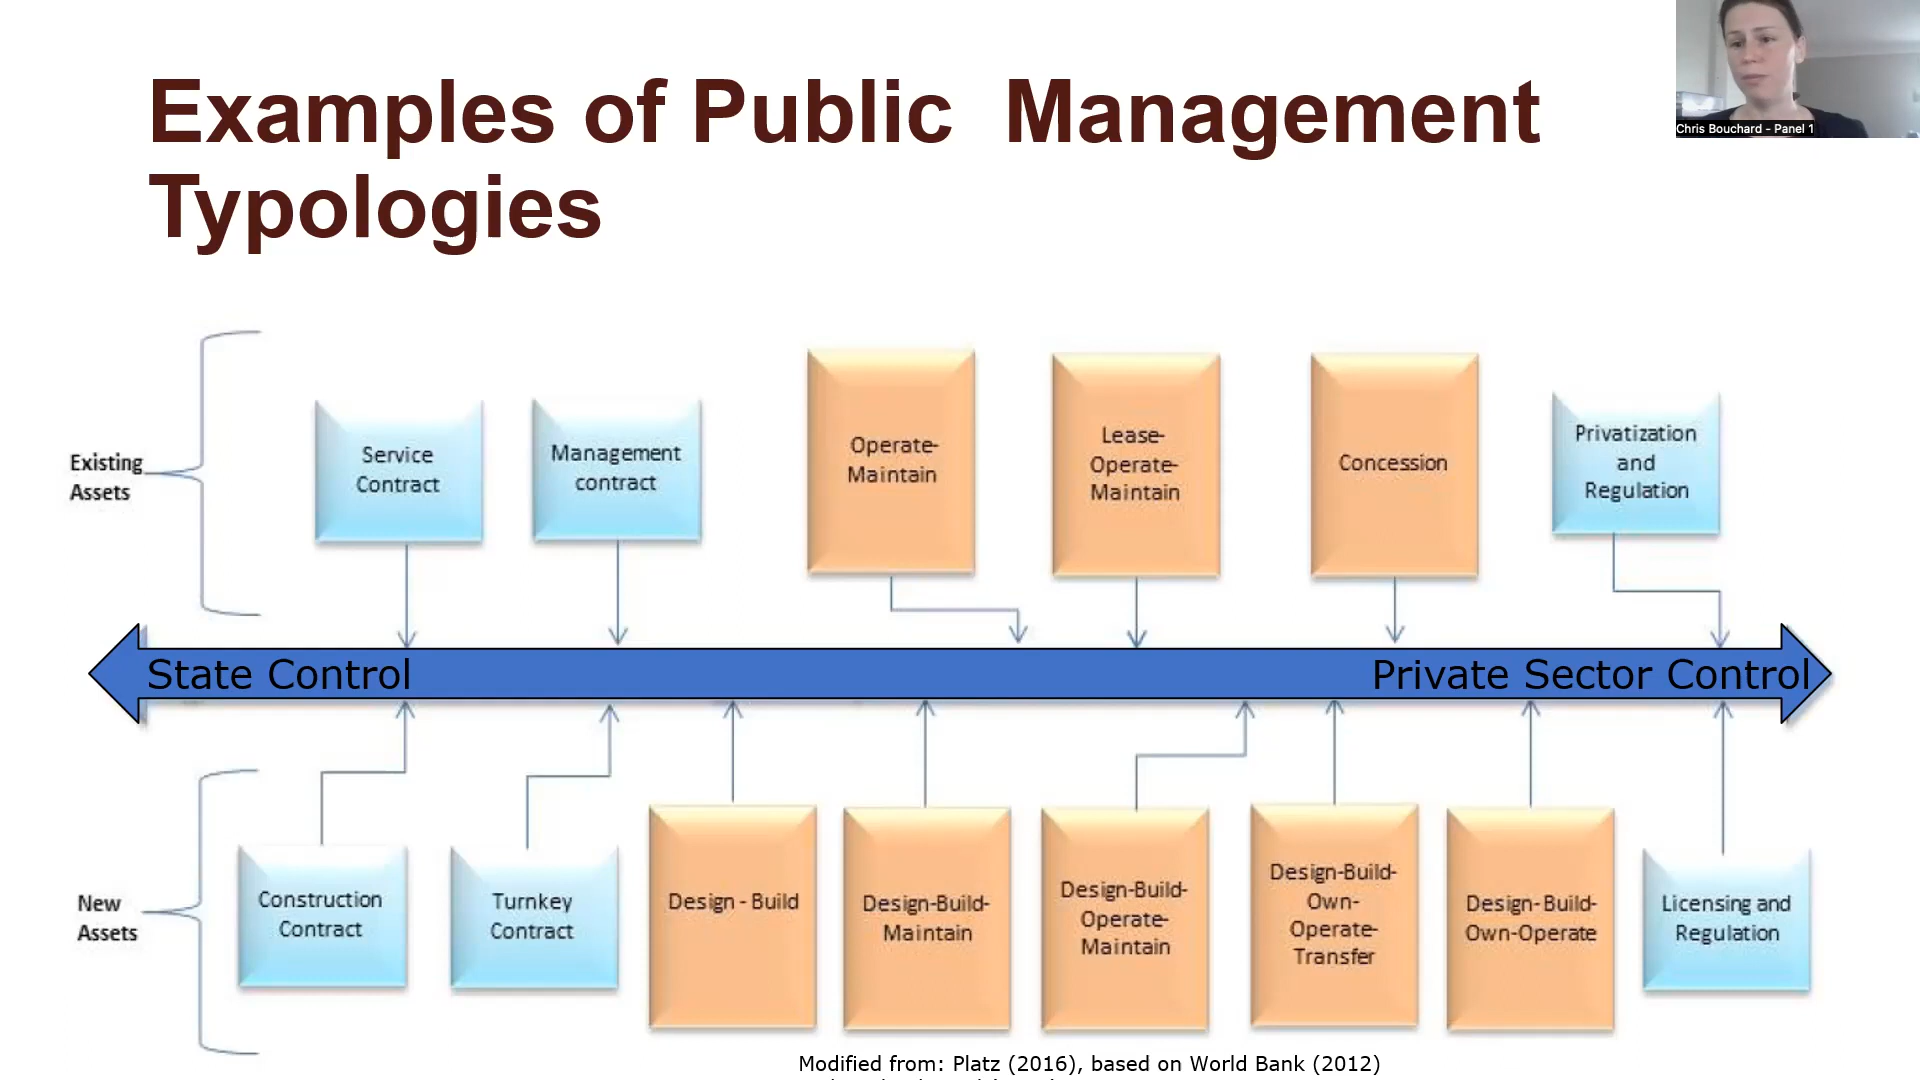 Examples of Public  Management
Typologies
Chris Bouchard - Panel 1
Existing
Assets
Service
Contract
Management
contract
Operate-
Maintain
Lease-
Operate-
Maintain
Concession
Privatization
and
Regulation
State Control
Private Sector Control
New
Assets
Construction
Contract
Turnkey
Contract
Design - Build
Design-Build-
Maintain
Design-Build-
Operate-
Maintain
Design-Build-
Own-
Operate-
Transfer
Design-Build-
Own-Operate
Licensing and
Regulation
Modified from: Platz (2016), based on World Bank (2012)